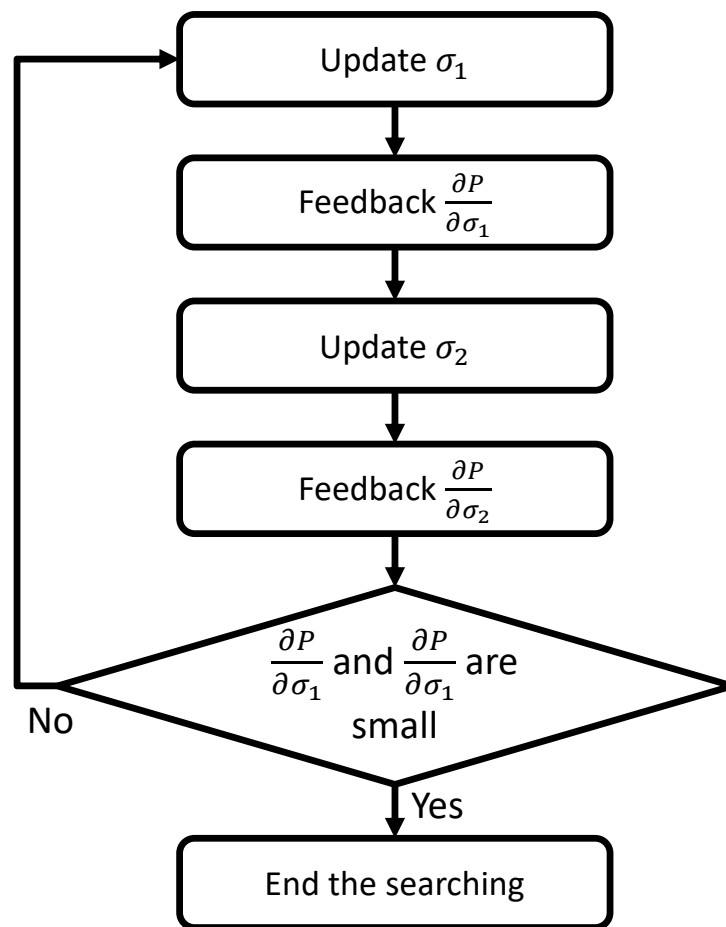 Update σ₁
Feedback ∂P/∂σ₁
Update σ₂
Feedback ∂P/∂σ₂
∂P/∂σ₁ and ∂P/∂σ₁ are
small
No
Yes
End the searching